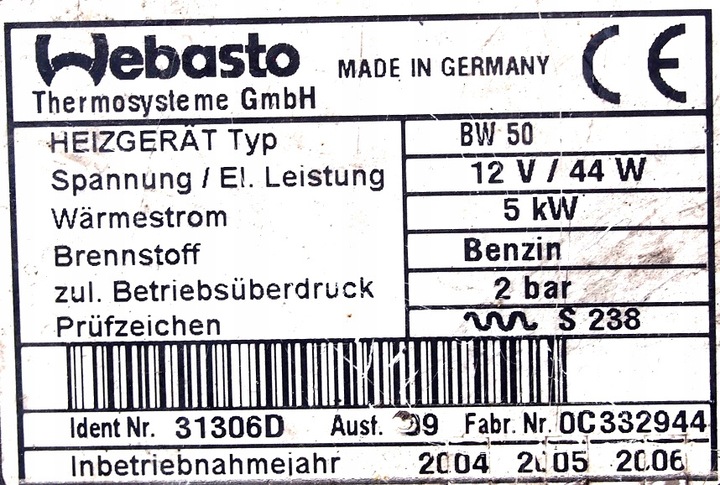 Webasto MADE IN GERMANY CE
Thermosysteme GmbH
HEIZGERÄT Typ BW 50
Spannung / El. Leistung 12 V / 44 W
Wärmestrom 5 kW
Brennstoff Benzin
zul. Betriebsüberdruck 2 bar
Prüfzeichen S 238
Ident Nr. 31306D Ausf. 09 Fabr. Nr. 0C332944
Inbetriebnahmejahr 2004 2005 2006